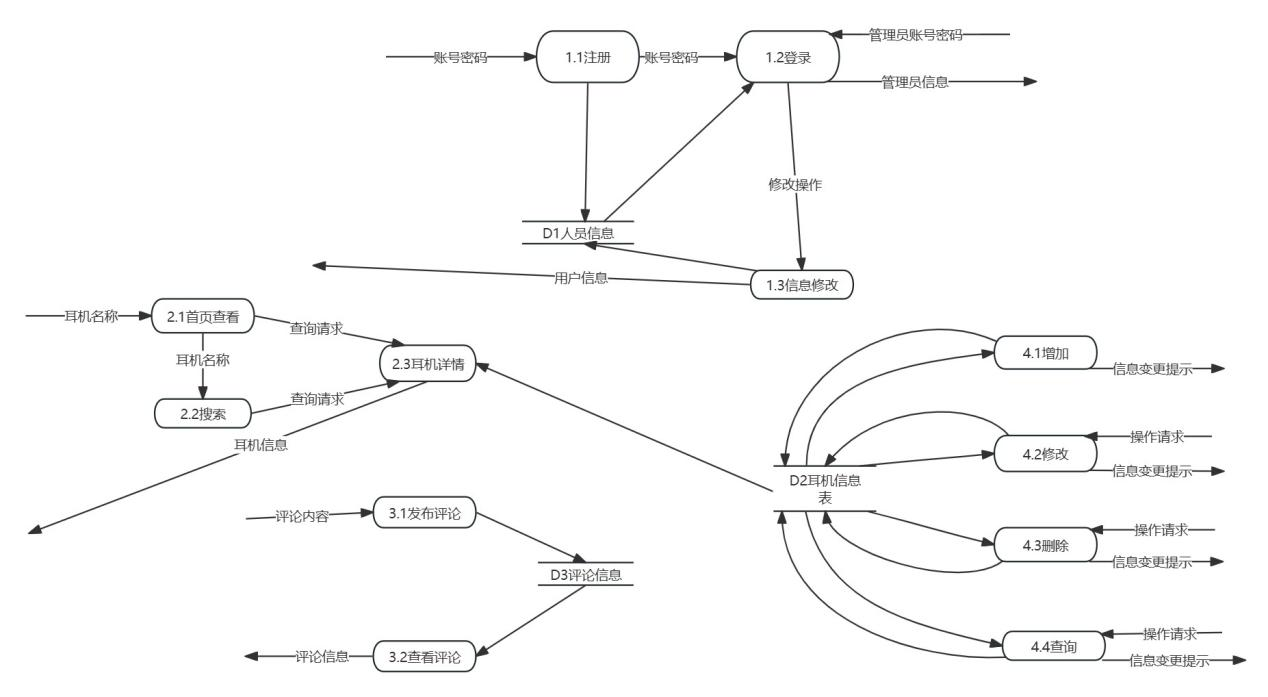 管理员账号密码
账号密码
1.1注册
账号密码
1.2登录
管理员信息
修改操作
D1人员信息
用户信息
1.3信息修改
耳机名称
2.1首页查看
查询请求
耳机名称
2.3耳机详情
查询请求
2.2搜索
耳机信息
4.1增加
信息变更提示
操作请求
4.2修改
信息变更提示
D2耳机信息
表
评论内容
3.1发布评论
操作请求
4.3删除
信息变更提示
D3评论信息
操作请求
4.4查询
信息变更提示
评论信息
3.2查看评论